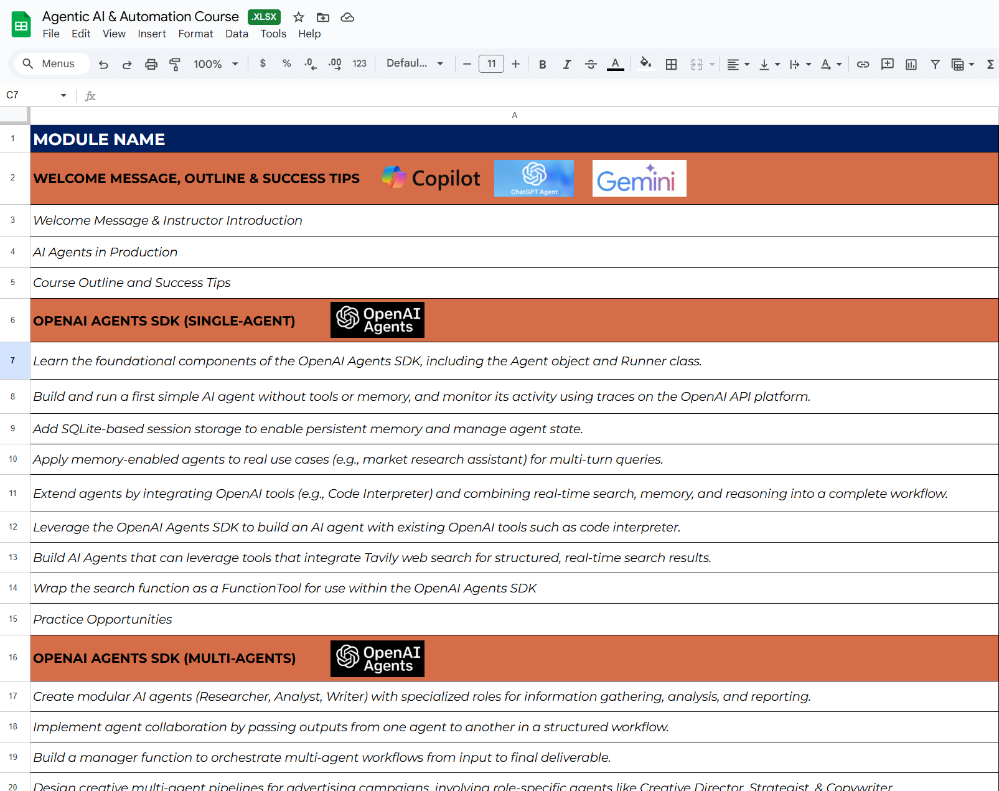 Agentic AI & Automation Course .XLSX
File Edit View Insert Format Data Tools Help
Menus 100% $ % .0 .00 123 Defaul... 11 B I S A A Σ
C7 fx
A
1 MODULE NAME
2 WELCOME MESSAGE, OUTLINE & SUCCESS TIPS Copilot ChatGPT Agent Gemini
3 Welcome Message & Instructor Introduction
4 AI Agents in Production
5 Course Outline and Success Tips
6 OPENAI AGENTS SDK (SINGLE-AGENT) OpenAI Agents
7 Learn the foundational components of the OpenAI Agents SDK, including the Agent object and Runner class.
8 Build and run a first simple AI agent without tools or memory, and monitor its activity using traces on the OpenAI API platform.
9 Add SQLite-based session storage to enable persistent memory and manage agent state.
10 Apply memory-enabled agents to real use cases (e.g., market research assistant) for multi-turn queries.
11 Extend agents by integrating OpenAI tools (e.g., Code Interpreter) and combining real-time search, memory, and reasoning into a complete workflow.
12 Leverage the OpenAI Agents SDK to build an AI agent with existing OpenAI tools such as code interpreter.
13 Build AI Agents that can leverage tools that integrate Tavily web search for structured, real-time search results.
14 Wrap the search function as a FunctionTool for use within the OpenAI Agents SDK
15 Practice Opportunities
16 OPENAI AGENTS SDK (MULTI-AGENTS) OpenAI Agents
17 Create modular AI agents (Researcher, Analyst, Writer) with specialized roles for information gathering, analysis, and reporting.
18 Implement agent collaboration by passing outputs from one agent to another in a structured workflow.
19 Build a manager function to orchestrate multi-agent workflows from input to final deliverable.
20 Design creative multi-agent pipelines for advertising campaigns, involving role-specific agents like Creative Director, Strategist, & Copywriter